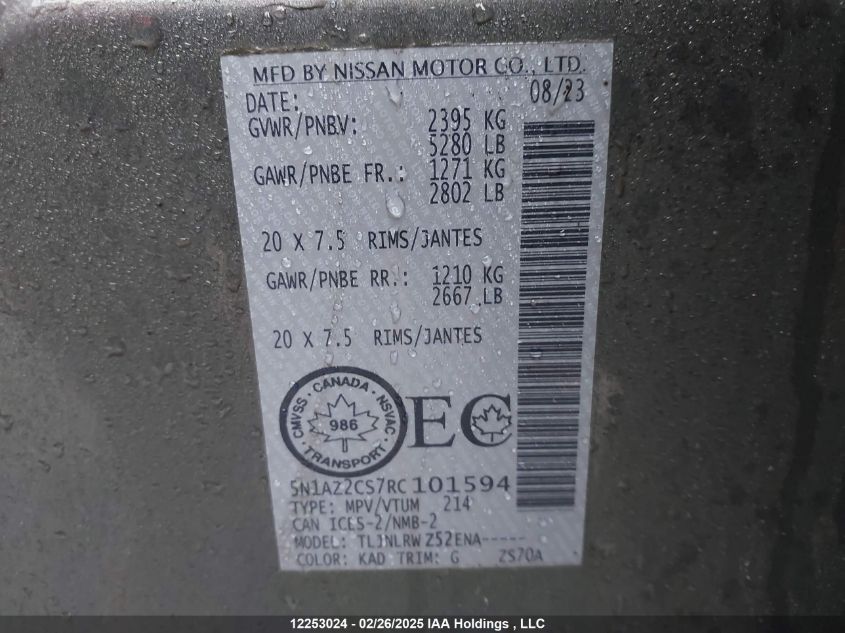 MFD BY NISSAN MOTOR CO., LTD.
DATE: 08/23
GVWR/PNBV: 2395 KG
5280 LB
GAWR/PNBE FR.: 1271 KG
2802 LB
20 X 7.5 RIMS/JANTES
GAWR/PNBE RR.: 1210 KG
2667 LB
20 X 7.5 RIMS/JANTES
CMVSS · CANADA · NSVAC · TRANSPORT ·
986
EC
5N1AZ2CS7RC101594
TYPE: MPV/VTUM 214
CAN ICES-2/NMB-2
MODEL: TLJNLRW Z52ENA-----
COLOR: KAD TRIM: G ZS70A
12253024 - 02/26/2025 IAA Holdings , LLC